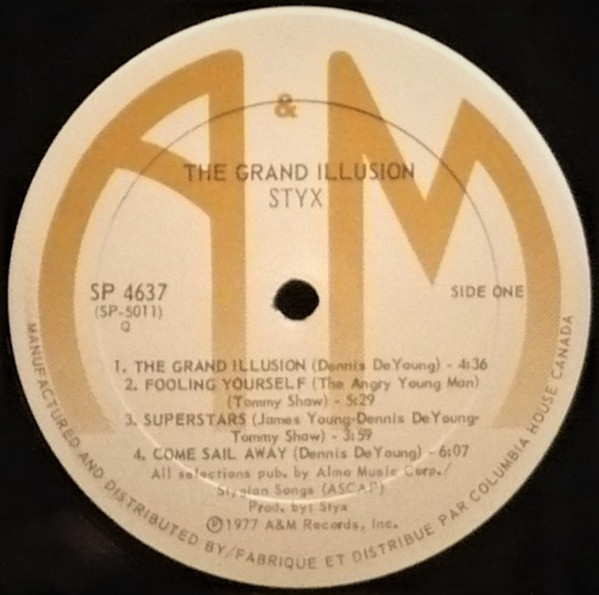 A & M
THE GRAND ILLUSION
STYX
SP 4637
(SP-5011)
Q
SIDE ONE
1. THE GRAND ILLUSION (Dennis DeYoung) - 4:36
2. FOOLING YOURSELF (The Angry Young Man)
(Tommy Shaw) - 5:29
3. SUPERSTARS (James Young-Dennis DeYoung-
Tommy Shaw) - 3:59
4. COME SAIL AWAY (Dennis DeYoung) - 6:07
All selections pub. by Almo Music Corp./
Stygian Songs (ASCAP)
Prod. by: Styx
Ⓟ1977 A&M Records, Inc.
MANUFACTURED AND DISTRIBUTED BY/FABRIQUE ET DISTRIBUE PAR COLUMBIA HOUSE CANADA